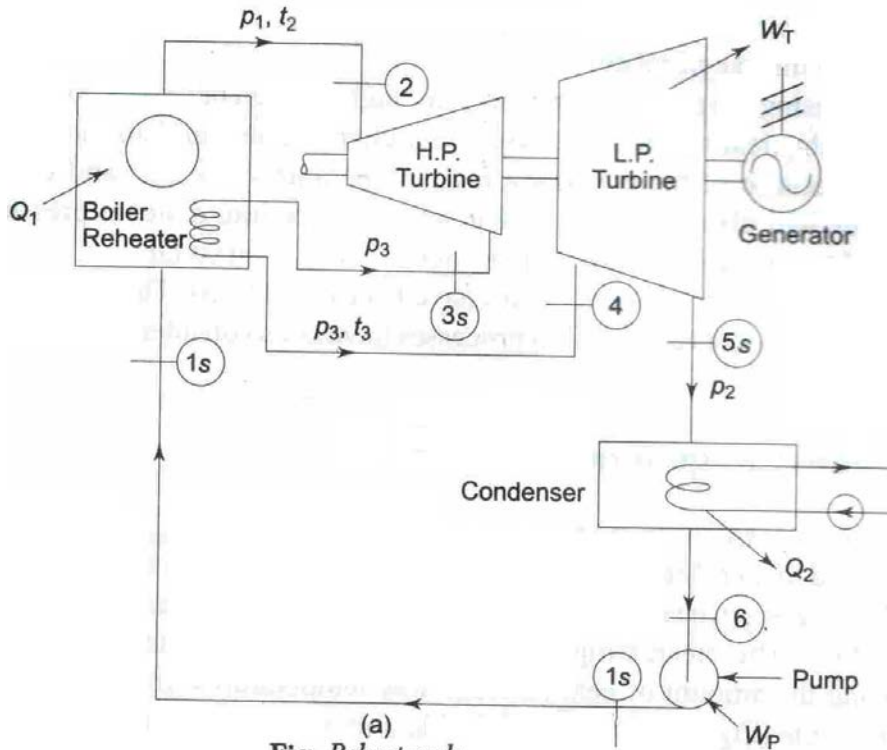 p1, t2
WT
2
H.P.
Turbine
L.P.
Turbine
Q1
Boiler
Reheater
Generator
p3
3s
4
p3, t3
1s
5s
p2
Condenser
Q2
6
1s
Pump
WP
(a)